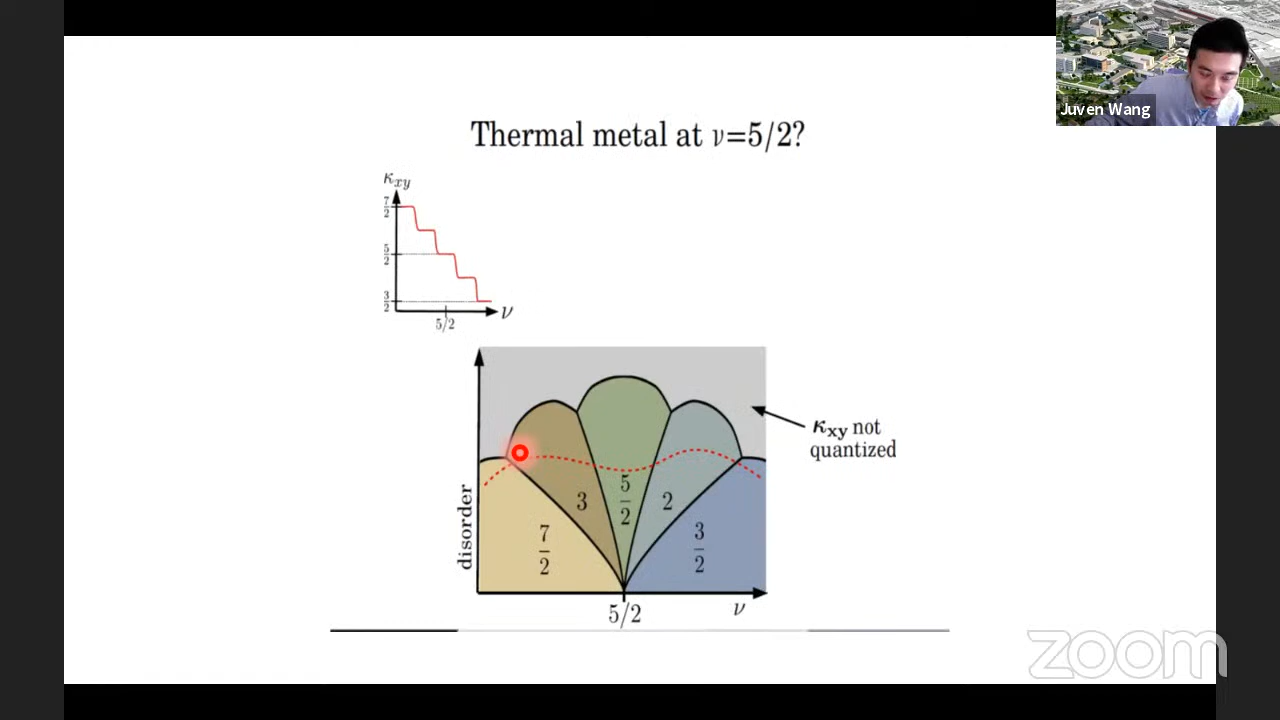 Juven Wang
Thermal metal at ν=5/2?
κxy
7/2
5/2
3/2
5/2
ν
κxy not
quantized
disorder
7/2
3
5/2
2
3/2
5/2
ν
zoom